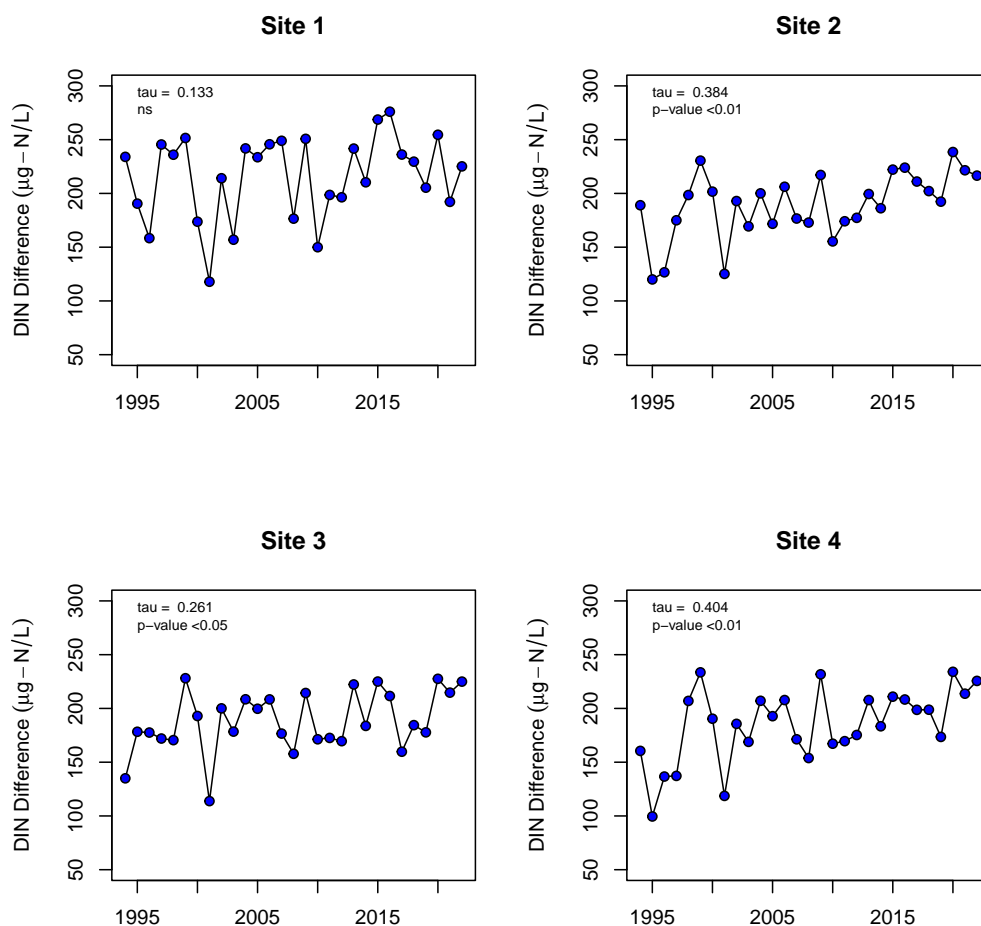 Site 1
tau = 0.133
ns
DIN Difference (µg−N/L)
50 100 150 200 250 300
1995 2005 2015
Site 2
tau = 0.384
p−value <0.01
DIN Difference (µg−N/L)
50 100 150 200 250 300
1995 2005 2015
Site 3
tau = 0.261
p−value <0.05
DIN Difference (µg−N/L)
50 100 150 200 250 300
1995 2005 2015
Site 4
tau = 0.404
p−value <0.01
DIN Difference (µg−N/L)
50 100 150 200 250 300
1995 2005 2015